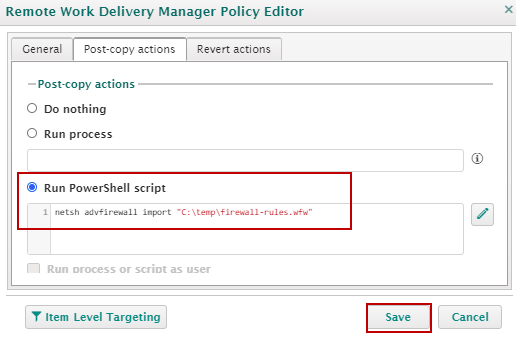 Remote Work Delivery Manager Policy Editor
General Post-copy actions Revert actions
Post-copy actions
Do nothing
Run process
Run PowerShell script
1 netsh advfirewall import "C:\temp\firewall-rules.wfw"
Run process or script as user
Item Level Targeting Save Cancel